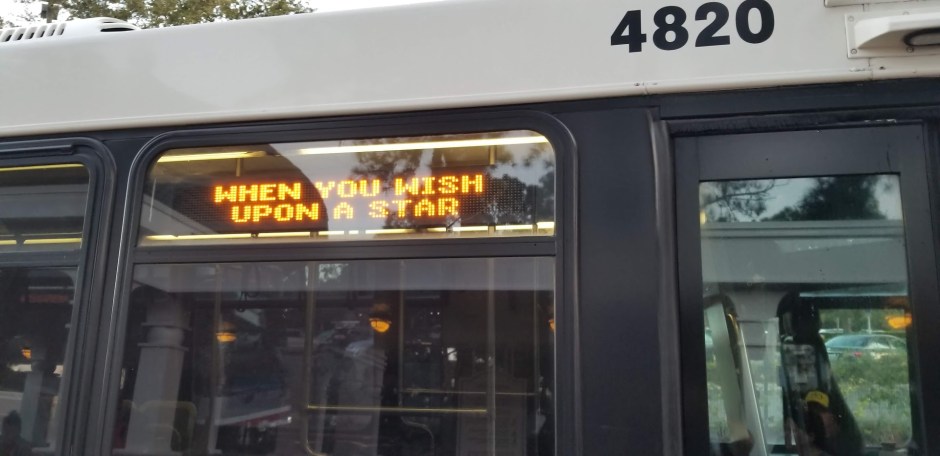 4820
WHEN YOU WISH
UPON A STAR